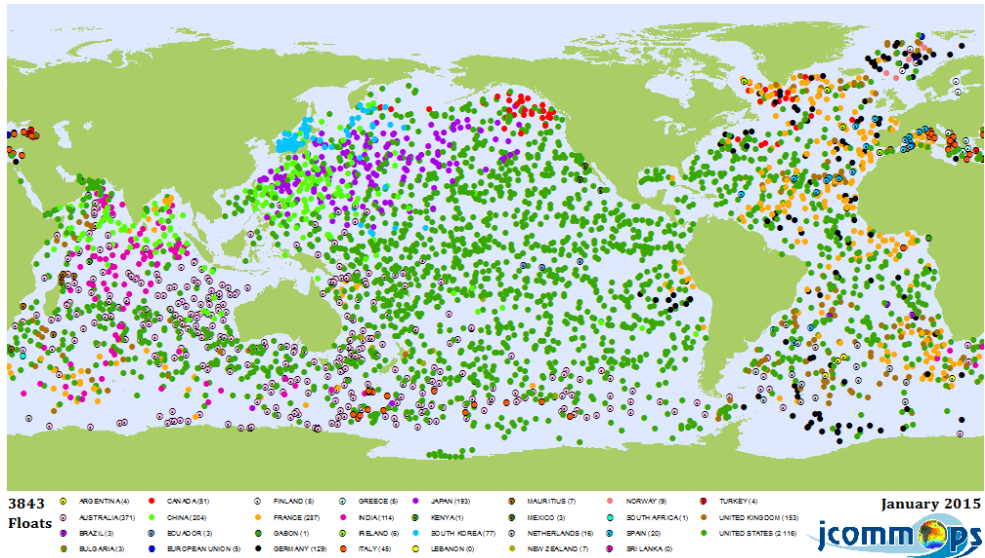 3843
Floats
ARGENTINA (4) CANADA (51) FINLAND (5) GREECE (5) JAPAN (193) MAURITIUS (7) NORWAY (9) TURKEY (4)
January 2015
AUSTRALIA (371) CHINA (204) FRANCE (287) INDIA (114) KENYA (1) MEXICO (3) SOUTH AFRICA (1) UNITED KINGDOM (153)
BRAZIL (3) ECUADOR (3) GABON (1) IRELAND (6) SOUTH KOREA (77) NETHERLANDS (16) SPAIN (20) UNITED STATES (2 116)
BULGARIA (3) EUROPEAN UNION (5) GERMANY (129) ITALY (45) LEBANON (0) NEW ZEALAND (7) SRI LANKA (0)
jcommops